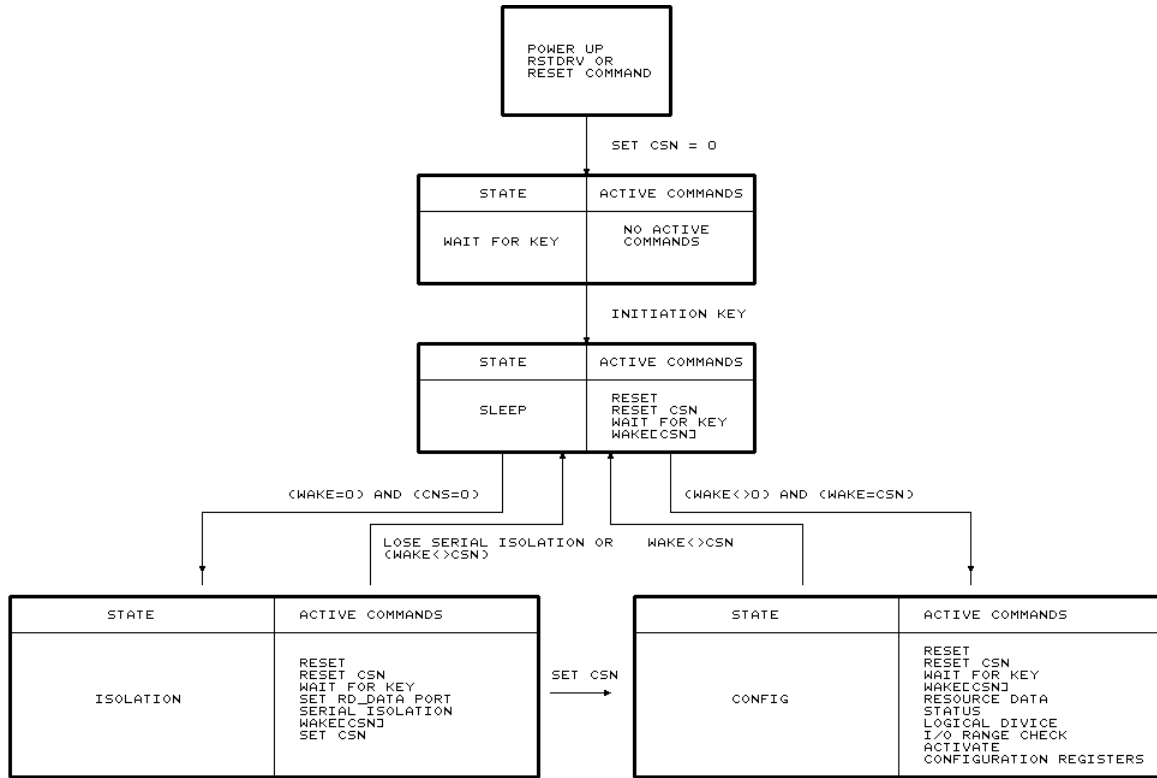 POWER UP
RSTDRV OR
RESET COMMAND
SET CSN = 0
STATE
ACTIVE COMMANDS
WAIT FOR KEY
NO ACTIVE
COMMANDS
INITIATION KEY
STATE
ACTIVE COMMANDS
SLEEP
RESET
RESET CSN
WAIT FOR KEY
WAKE[CSN]
(WAKE=0) AND (CNS=0)
(WAKE<>0) AND (WAKE=CSN)
LOSE SERIAL ISOLATION OR
(WAKE<>CSN)
WAKE<>CSN
STATE
ACTIVE COMMANDS
ISOLATION
RESET
RESET CSN
WAIT FOR KEY
SET RD_DATA PORT
SERIAL ISOLATION
WAKE[CSN]
SET CSN
SET CSN
STATE
ACTIVE COMMANDS
CONFIG
RESET
RESET CSN
WAIT FOR KEY
WAKE[CSN]
RESOURCE DATA
STATUS
LOGICAL DIVICE
I/O RANGE CHECK
ACTIVATE
CONFIGURATION REGISTERS